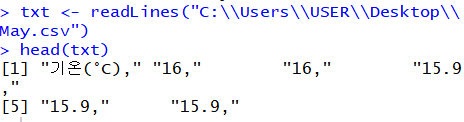 > txt <- readLines("C:\\Users\\USER\\Desktop\\
May.csv")
> head(txt)
[1] "기온(°C)," "16,"       "16,"       "15.9
,"
[5] "15.9,"     "15.9,"